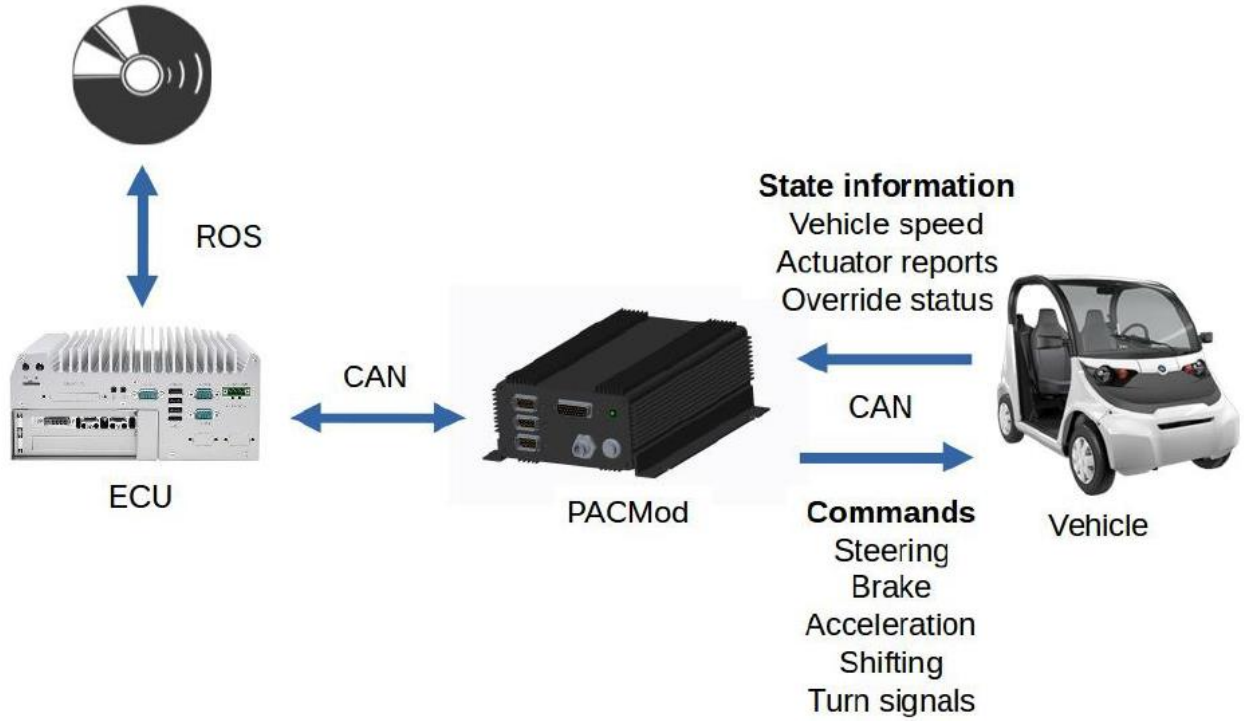 ROS
State information
Vehicle speed
Actuator reports
Override status
CAN
CAN
ECU
PACMod
Commands
Steering
Brake
Acceleration
Shifting
Turn signals
Vehicle